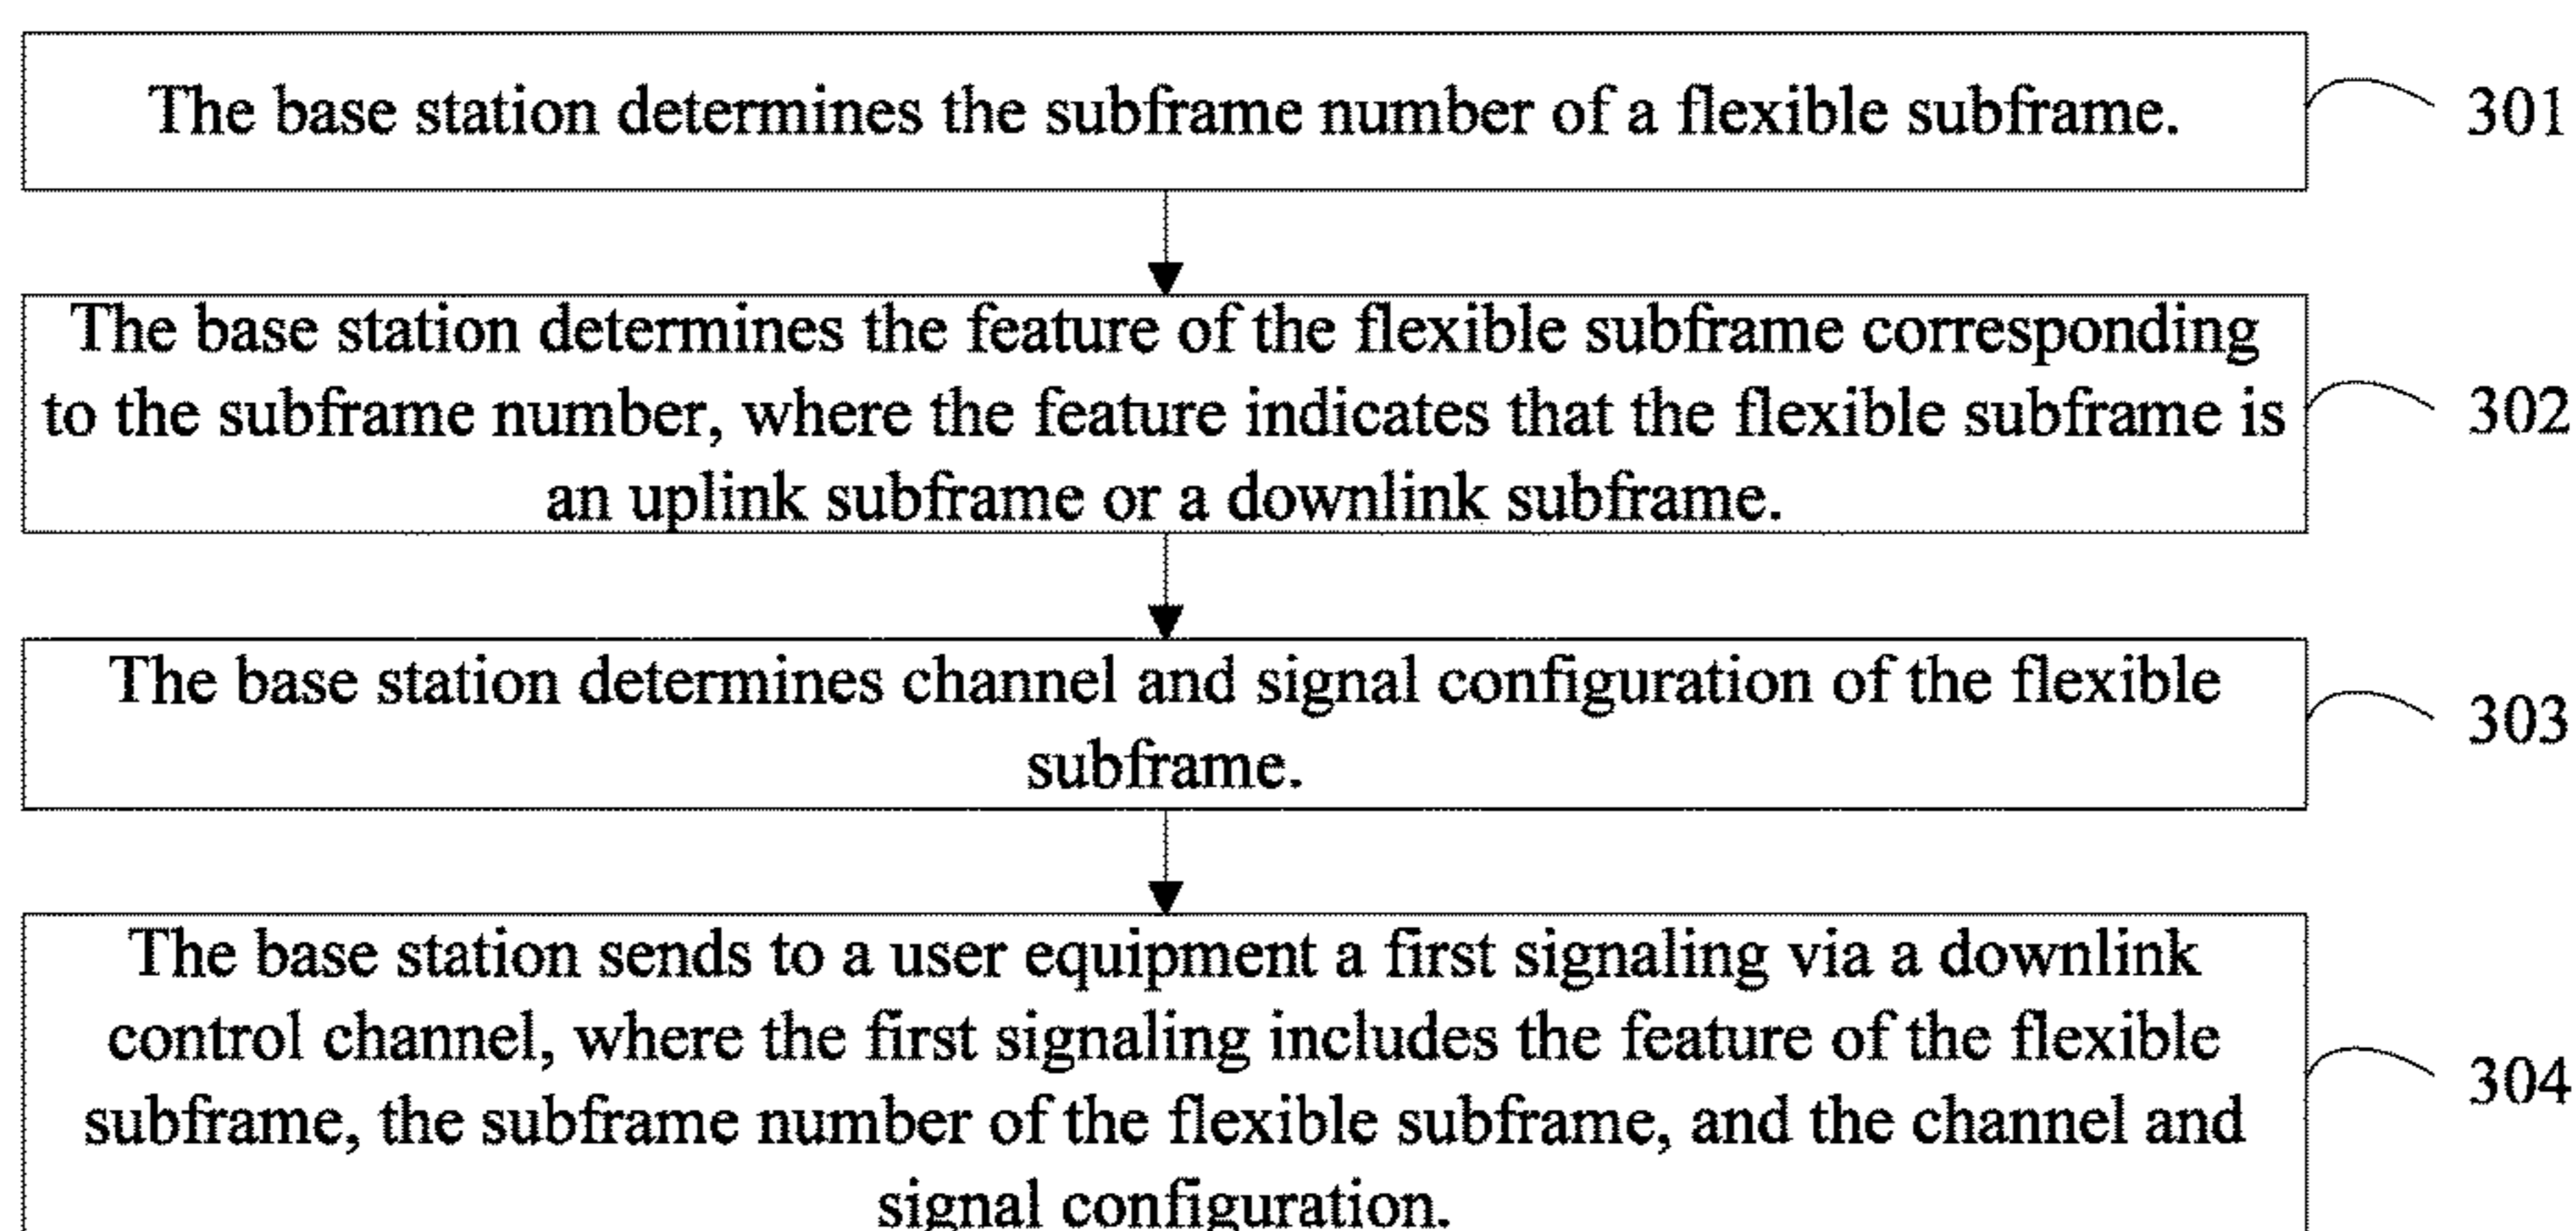 The base station determines the subframe number of a flexible subframe.
301
The base station determines the feature of the flexible subframe corresponding
to the subframe number, where the feature indicates that the flexible subframe is
an uplink subframe or a downlink subframe.
302
The base station determines channel and signal configuration of the flexible
subframe.
303
The base station sends to a user equipment a first signaling via a downlink
control channel, where the first signaling includes the feature of the flexible
subframe, the subframe number of the flexible subframe, and the channel and
signal configuration.
304